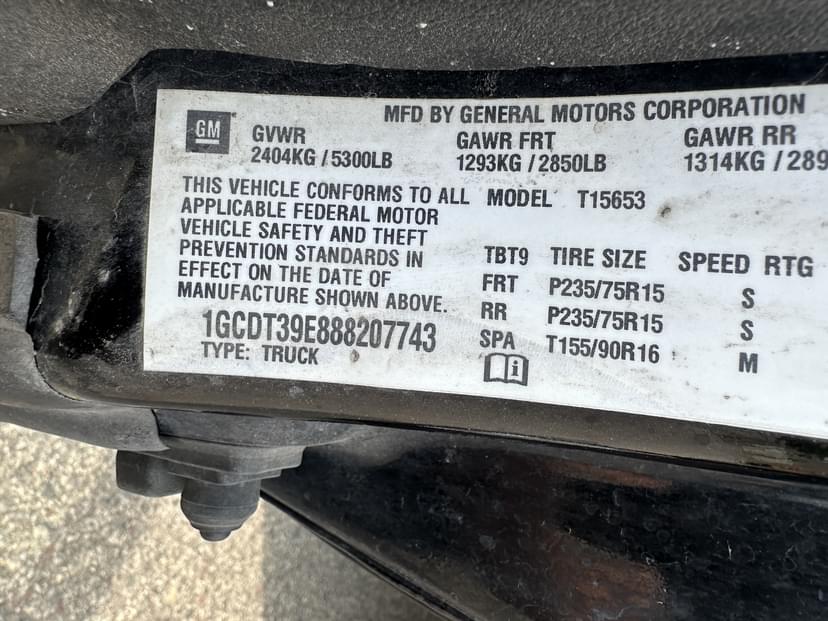 MFD BY GENERAL MOTORS CORPORATION
GM
GVWR GAWR FRT GAWR RR
2404KG / 5300LB 1293KG / 2850LB 1314KG / 289
THIS VEHICLE CONFORMS TO ALL
APPLICABLE FEDERAL MOTOR
VEHICLE SAFETY AND THEFT
PREVENTION STANDARDS IN
EFFECT ON THE DATE OF
MANUFACTURE SHOWN ABOVE.
1GCDT39E888207743
TYPE: TRUCK
MODEL T15653
TBT9 TIRE SIZE SPEED RTG
FRT P235/75R15 S
RR P235/75R15 S
SPA T155/90R16 M